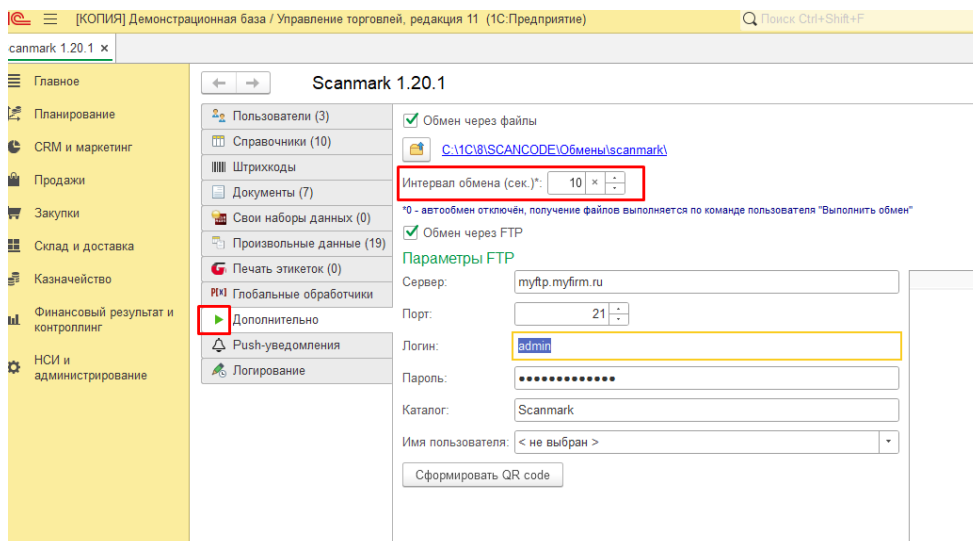 [КОПИЯ] Демонстрационная база / Управление торговлей, редакция 11 (1С:Предприятие)
Поиск Ctrl+Shift+F
canmark 1.20.1 ×
Главное
Планирование
CRM и маркетинг
Продажи
Закупки
Склад и доставка
Казначейство
Финансовый результат и
контроллинг
НСИ и
администрирование
Scanmark 1.20.1
Пользователи (3)
Справочники (10)
Штрихкоды
Документы (7)
Свои наборы данных (0)
Произвольные данные (19)
Печать этикеток (0)
P[X] Глобальные обработчики
Дополнительно
Push-уведомления
Логирование
Обмен через файлы
C:\1C\8\SCANCODE\Обмены\scanmark\
Интервал обмена (сек.)*: 10 ×
*0 - автообмен отключён, получение файлов выполняется по команде пользователя "Выполнить обмен"
Обмен через FTP
Параметры FTP
Сервер: myftp.myfirm.ru
Порт: 21
Логин: admin
Пароль: •••••••••••••
Каталог: Scanmark
Имя пользователя: < не выбран >
Сформировать QR code